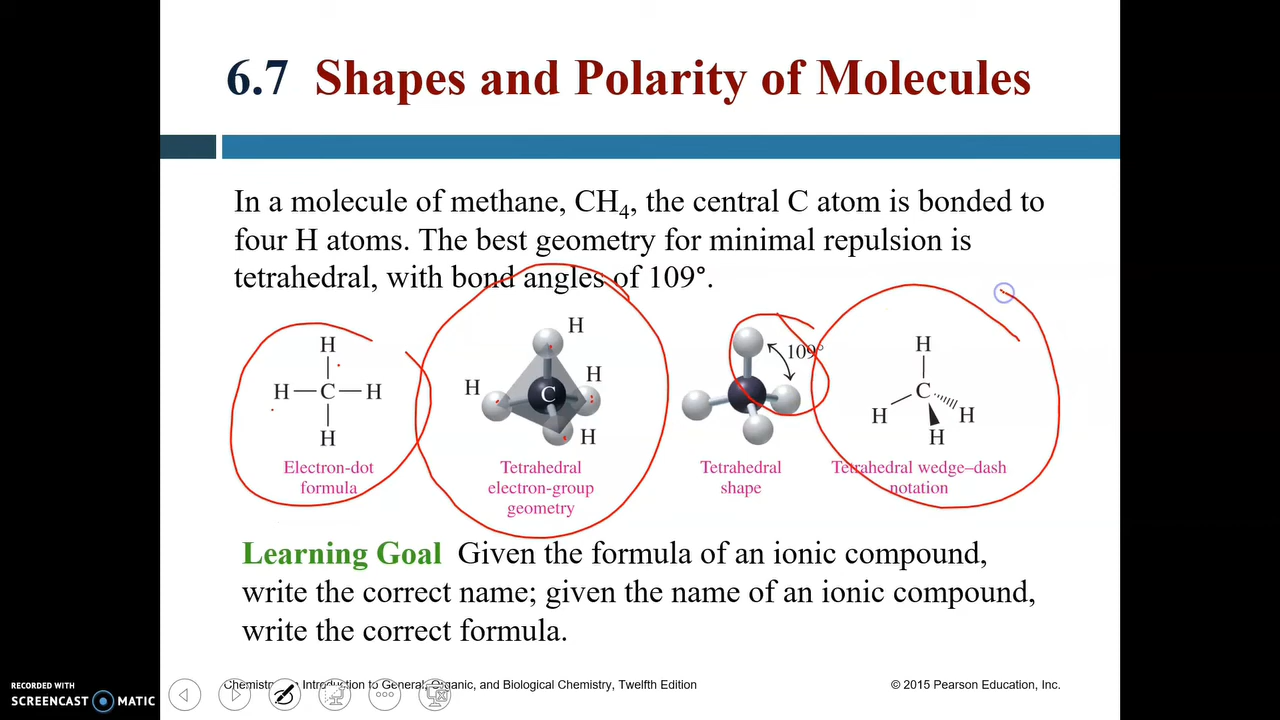 6.7 Shapes and Polarity of Molecules
In a molecule of methane, CH₄, the central C atom is bonded to
four H atoms. The best geometry for minimal repulsion is
tetrahedral, with bond angles of 109°.
H
H—C—H
H
Electron-dot
formula
H
H
H
C
H
Tetrahedral
electron-group
geometry
109°
Tetrahedral
shape
H
C
H
H
H
Tetrahedral wedge–dash
notation
Learning Goal Given the formula of an ionic compound,
write the correct name; given the name of an ionic compound,
write the correct formula.
Chemistry: An Introduction to General, Organic, and Biological Chemistry, Twelfth Edition
© 2015 Pearson Education, Inc.
RECORDED WITH
SCREENCAST MATIC